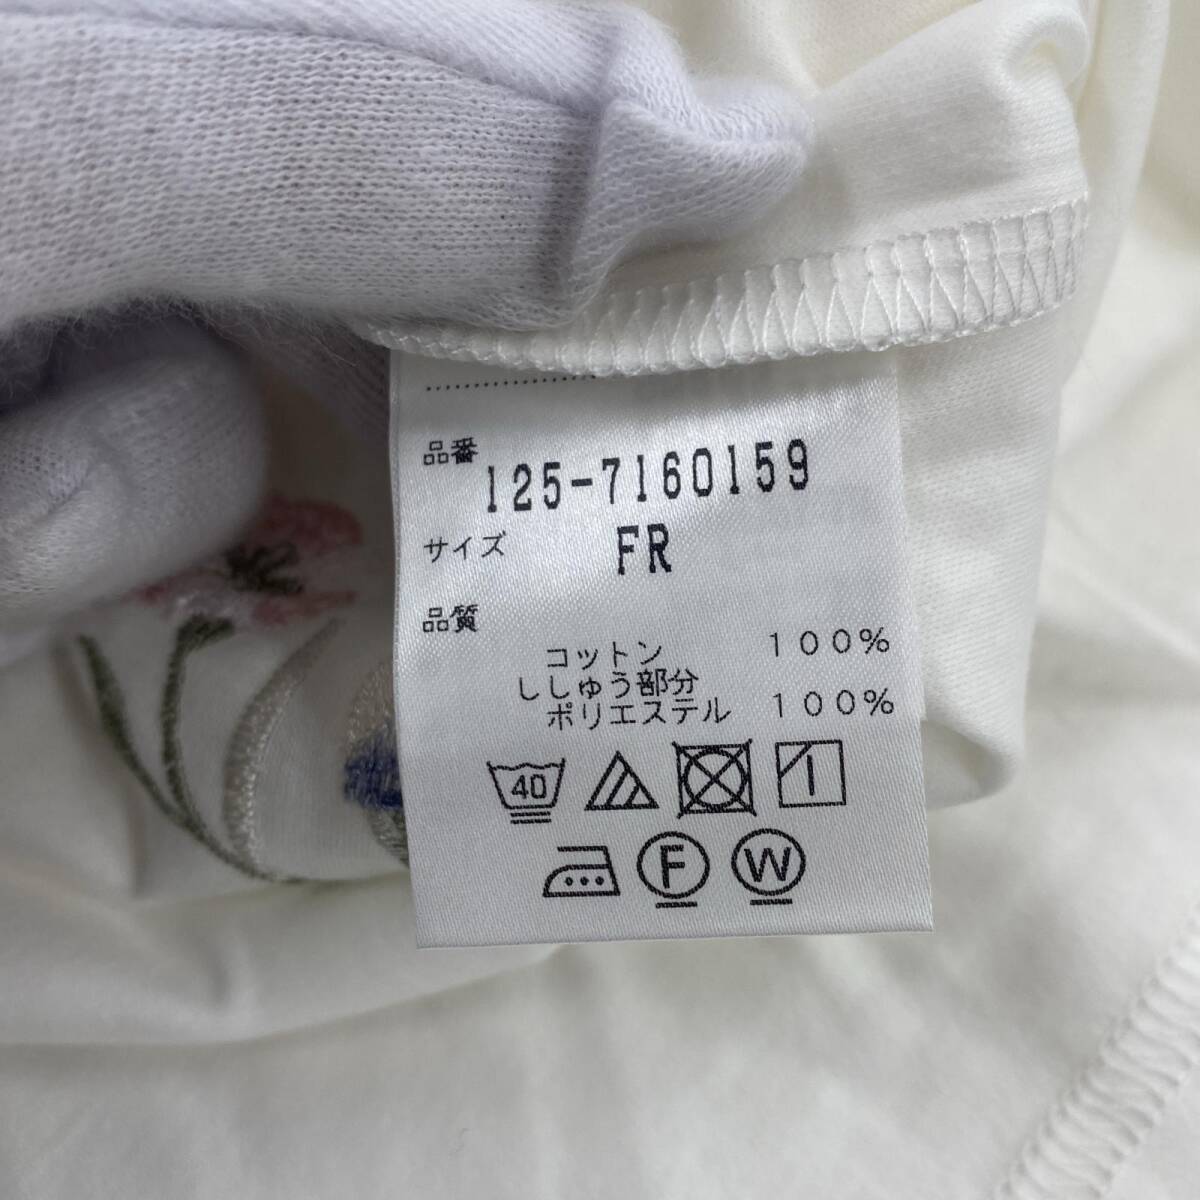 品番 125-7160159
サイズ FR
品質
コットン 100%
ししゅう部分
ポリエステル 100%
40
F W